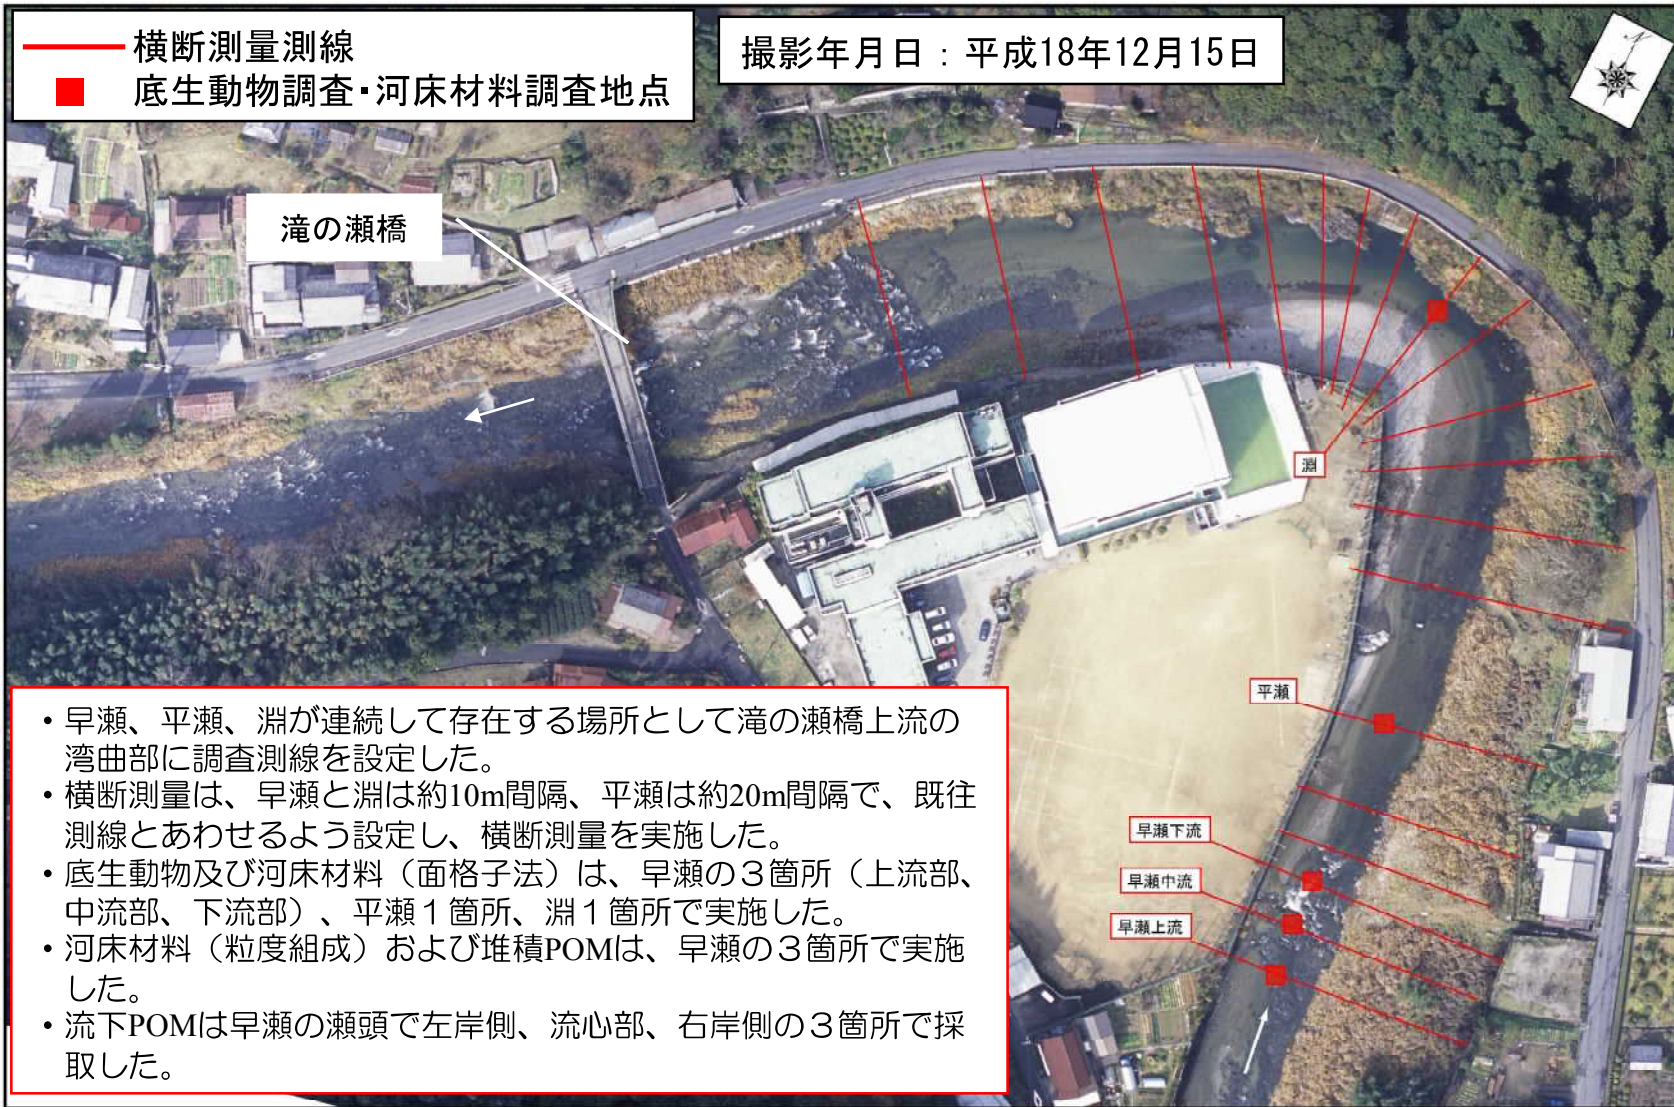 横断測量測線
底生動物調査・河床材料調査地点
撮影年月日：平成18年12月15日
N
滝の瀬橋
淵
平瀬
早瀬下流
早瀬中流
早瀬上流
・早瀬、平瀬、淵が連続して存在する場所として滝の瀬橋上流の
湾曲部に調査測線を設定した。
・横断測量は、早瀬と淵は約10m間隔、平瀬は約20m間隔で、既往
測線とあわせるよう設定し、横断測量を実施した。
・底生動物及び河床材料（面格子法）は、早瀬の３箇所（上流部、
中流部、下流部）、平瀬１箇所、淵１箇所で実施した。
・河床材料（粒度組成）および堆積POMは、早瀬の３箇所で実施
した。
・流下POMは早瀬の瀬頭で左岸側、流心部、右岸側の３箇所で採
取した。